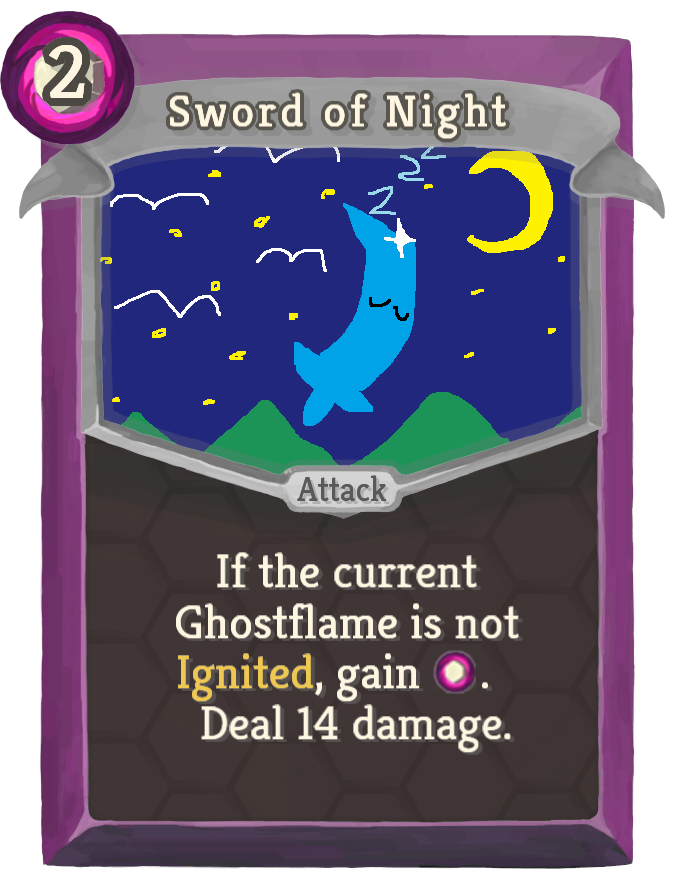 2
Sword of Night
z
z
z
Attack
If the current
Ghostflame is not
Ignited, gain .
Deal 14 damage.